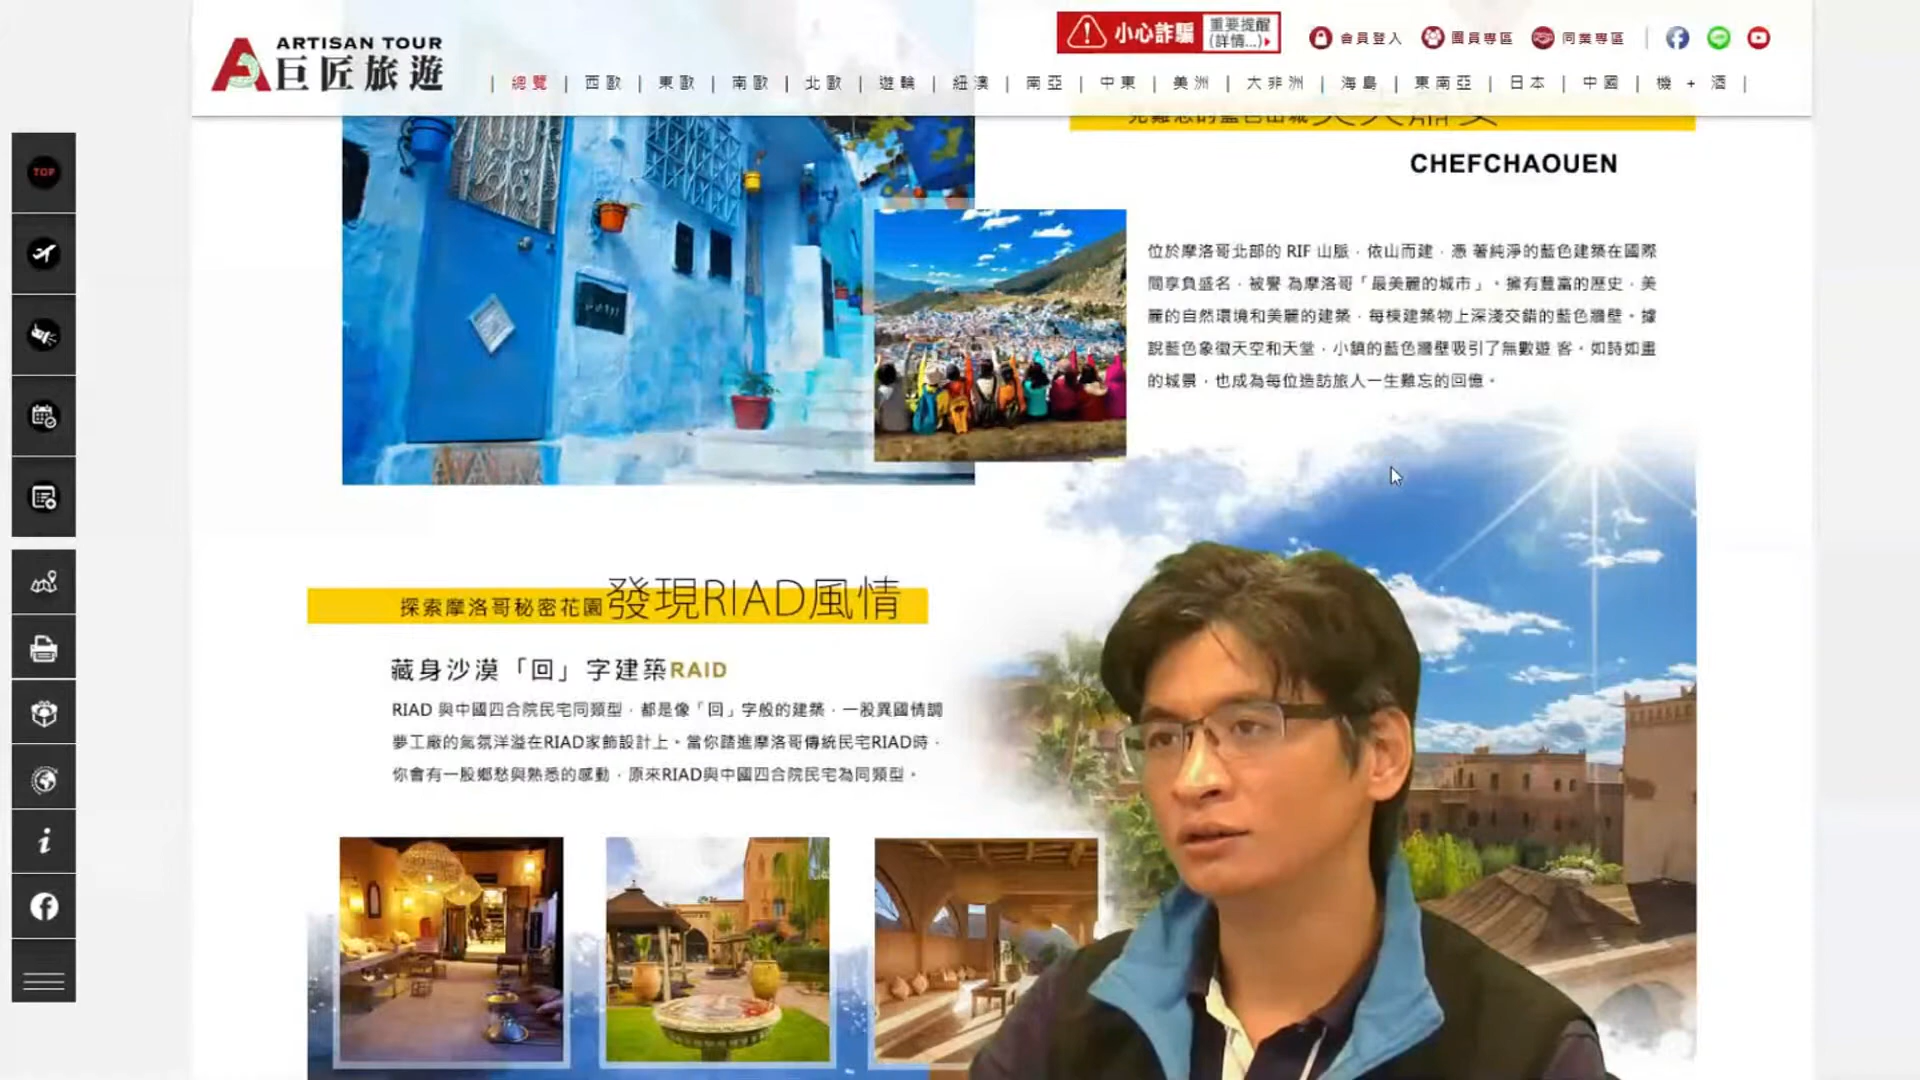 ARTISAN TOUR
巨匠旅遊
小心詐騙
重要提醒
(詳情...)
會員登入
團員專區
同業專區
總覽 | 西歐 | 東歐 | 南歐 | 北歐 | 遊輪 | 紐澳 | 南亞 | 中東 | 美洲 | 大非洲 | 海島 | 東南亞 | 日本 | 中國 | 機+酒 |
TOP
CHEFCHAOUEN
位於摩洛哥北部的 RIF 山脈，依山而建，憑 著純淨的藍色建築在國際
間享負盛名，被譽 為摩洛哥「最美麗的城市」。擁有豐富的歷史，美
麗的自然環境和美麗的建築，每棟建築物上深淺交錯的藍色牆壁。據
說藍色象徵天空和天堂，小鎮的藍色牆壁吸引了無數遊 客。如詩如畫
的城景，也成為每位造訪旅人一生難忘的回憶。
探索摩洛哥秘密花園發現RIAD風情
藏身沙漠「回」字建築RAID
RIAD 與中國四合院民宅同類型，都是像「回」字般的建築，一股異國情調
夢工廠的氣氛洋溢在RIAD家飾設計上。當你踏進摩洛哥傳統民宅RIAD時，
你會有一股鄉愁與熟悉的感動，原來RIAD與中國四合院民宅為同類型。